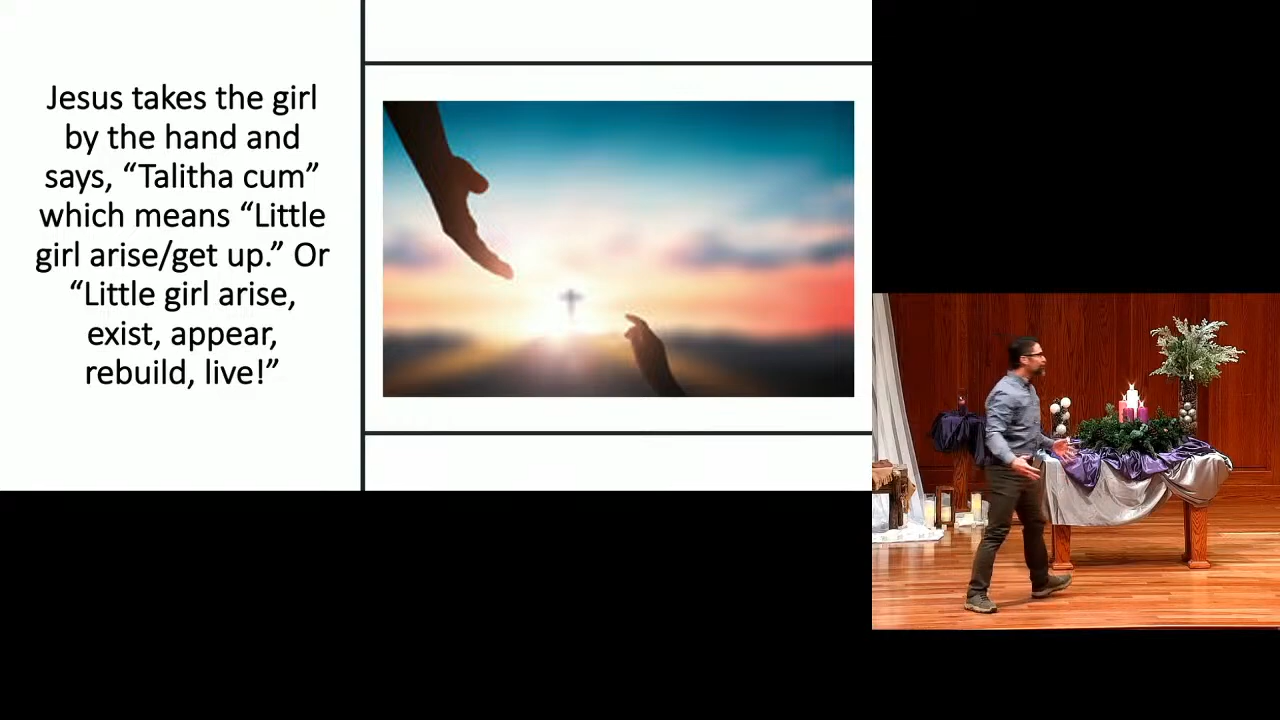 Jesus takes the girl
by the hand and
says, “Talitha cum”
which means “Little
girl arise/get up.” Or
“Little girl arise,
exist, appear,
rebuild, live!”